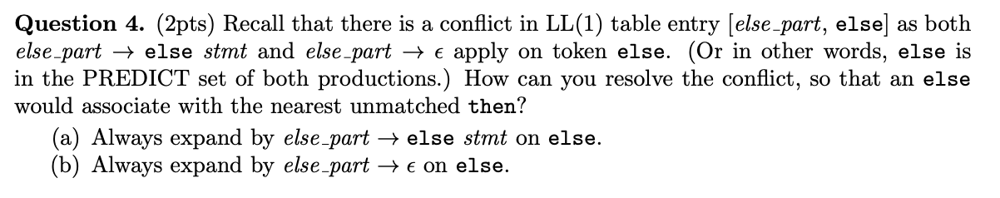 Question 4. (2pts) Recall that there is a conflict in LL(1) table entry [else_part, else] as both
else_part → else stmt and else_part → ϵ apply on token else. (Or in other words, else is
in the PREDICT set of both productions.) How can you resolve the conflict, so that an else
would associate with the nearest unmatched then?
(a) Always expand by else_part → else stmt on else.
(b) Always expand by else_part → ϵ on else.